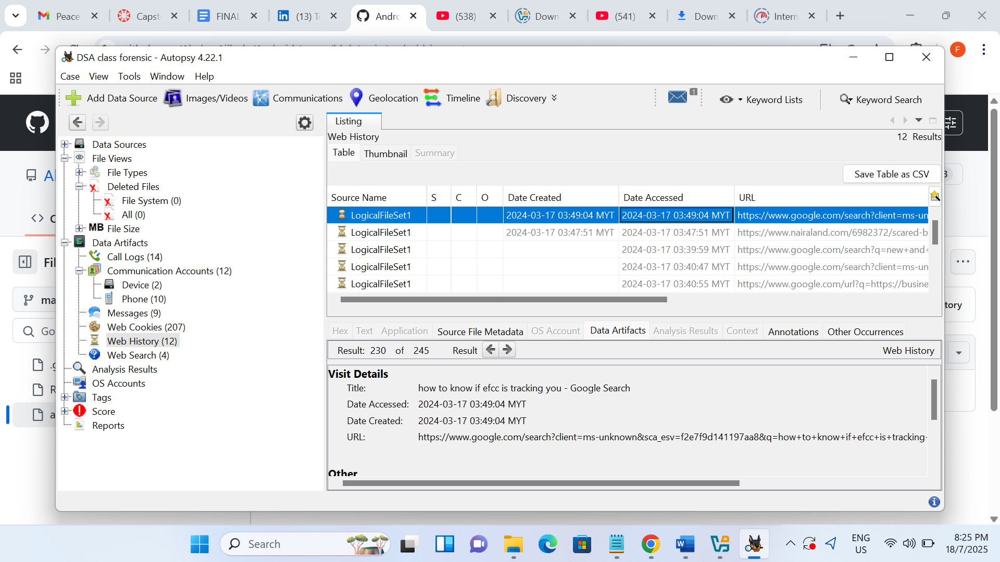 Peace
Capst
FINAL
(13) To
Andro
(538)
Down
(541)
Down
Intern
F
DSA class forensic - Autopsy 4.22.1
Case View Tools Window Help
Add Data Source Images/Videos Communications Geolocation Timeline Discovery 1 Keyword Lists Keyword Search
Data Sources
File Views
File Types
Deleted Files
File System (0)
All (0)
MB File Size
Data Artifacts
Call Logs (14)
Communication Accounts (12)
Device (2)
Phone (10)
Messages (9)
Web Cookies (207)
Web History (12)
Web Search (4)
Analysis Results
OS Accounts
Tags
Score
Reports
Listing
Web History 12 Results
Table Thumbnail Summary
Save Table as CSV
Source Name S C O Date Created Date Accessed URL
LogicalFileSet1 2024-03-17 03:49:04 MYT 2024-03-17 03:49:04 MYT https://www.google.com/search?client=ms-un
LogicalFileSet1 2024-03-17 03:47:51 MYT 2024-03-17 03:47:51 MYT https://www.nairaland.com/6982372/scared-b
LogicalFileSet1 2024-03-17 03:39:59 MYT https://www.google.com/search?q=new+and+
LogicalFileSet1 2024-03-17 03:40:47 MYT https://www.google.com/search?client=ms-un
LogicalFileSet1 2024-03-17 03:40:55 MYT https://www.google.com/url?q=https://busine
Hex Text Application Source File Metadata OS Account Data Artifacts Analysis Results Context Annotations Other Occurrences
Result: 230 of 245 Result Web History
Visit Details
Title: how to know if efcc is tracking you - Google Search
Date Accessed: 2024-03-17 03:49:04 MYT
Date Created: 2024-03-17 03:49:04 MYT
URL: https://www.google.com/search?client=ms-unknown&sca_esv=f2e7f9d141197aa8&q=how+to+know+if+efcc+is+tracking-
Other
Fil
ma
Go
tory
Search
ENG
US
8:25 PM
18/7/2025